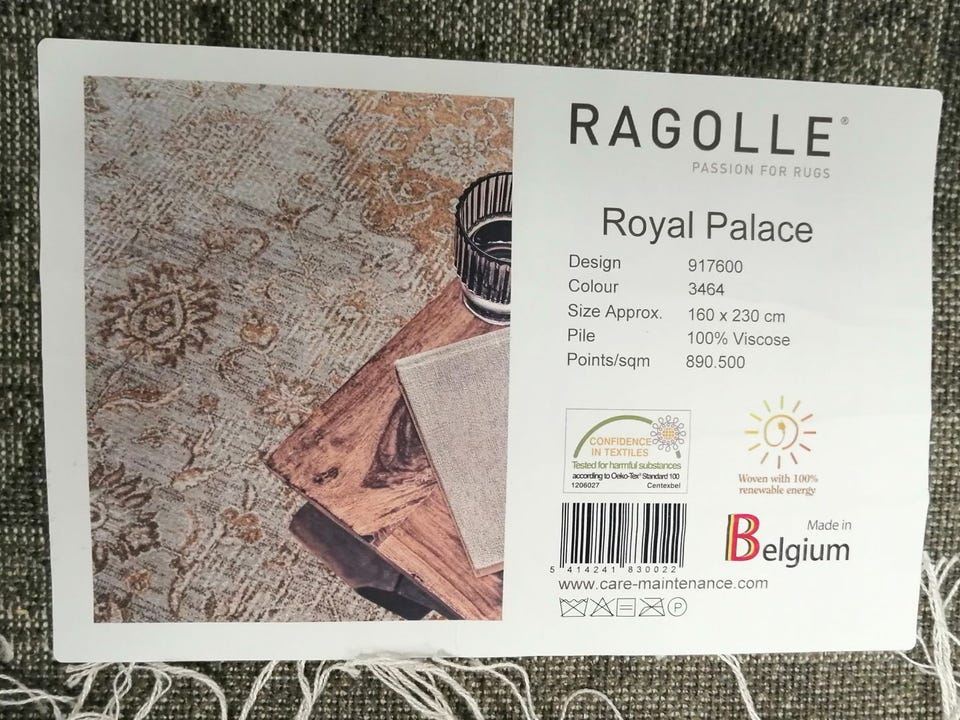 RAGOLLE®
PASSION FOR RUGS
Royal Palace
Design 917600
Colour 3464
Size Approx. 160 x 230 cm
Pile 100% Viscose
Points/sqm 890.500
CONFIDENCE
IN TEXTILES
Tested for harmful substances
according to Oeko-Tex® Standard 100
1206027 Centexbel
Woven with 100%
renewable energy
5 414241 830022
Made in
Belgium
www.care-maintenance.com
P